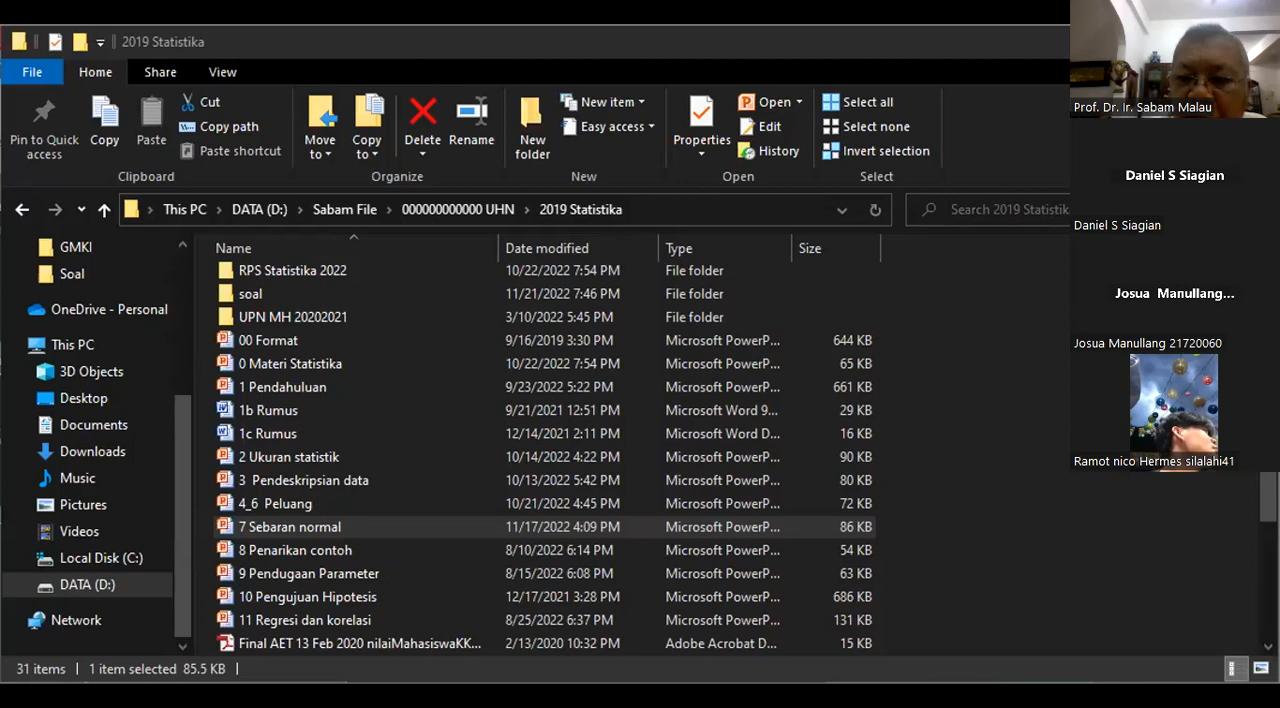 2019 Statistika
File Home Share View
Pin to Quick access
Copy
Paste
Cut
Copy path
Paste shortcut
Clipboard
Move to
Copy to
Delete
Rename
Organize
New folder
New item
Easy access
New
Properties
Open
Edit
History
Open
Select all
Select none
Invert selection
Select
This PC > DATA (D:) > Sabam File > 000000000000 UHN > 2019 Statistika
Search 2019 Statistik
GMKI
Soal
OneDrive - Personal
This PC
3D Objects
Desktop
Documents
Downloads
Music
Pictures
Videos
Local Disk (C:)
DATA (D:)
Network
Name Date modified Type Size
RPS Statistika 2022 10/22/2022 7:54 PM File folder
soal 11/21/2022 7:46 PM File folder
UPN MH 20202021 3/10/2022 5:45 PM File folder
00 Format 9/16/2019 3:30 PM Microsoft PowerP... 644 KB
0 Materi Statistika 10/22/2022 7:54 PM Microsoft PowerP... 65 KB
1 Pendahuluan 9/23/2022 5:22 PM Microsoft PowerP... 661 KB
1b Rumus 9/21/2021 12:51 PM Microsoft Word 9... 29 KB
1c Rumus 12/14/2021 2:11 PM Microsoft Word D... 16 KB
2 Ukuran statistik 10/14/2022 4:22 PM Microsoft PowerP... 90 KB
3 Pendeskripsian data 10/13/2022 5:42 PM Microsoft PowerP... 80 KB
4_6 Peluang 10/21/2022 4:45 PM Microsoft PowerP... 72 KB
7 Sebaran normal 11/17/2022 4:09 PM Microsoft PowerP... 86 KB
8 Penarikan contoh 8/10/2022 6:14 PM Microsoft PowerP... 54 KB
9 Pendugaan Parameter 8/15/2022 6:08 PM Microsoft PowerP... 63 KB
10 Pengujuan Hipotesis 12/17/2021 3:28 PM Microsoft PowerP... 686 KB
11 Regresi dan korelasi 8/25/2022 6:37 PM Microsoft PowerP... 131 KB
Final AET 13 Feb 2020 nilaiMahasiswaKK... 2/13/2020 10:32 PM Adobe Acrobat D... 15 KB
31 items 1 item selected 85.5 KB
Prof. Dr. Ir. Sabam Malau
Daniel S Siagian
Daniel S Siagian
Josua Manullang...
Josua Manullang 21720060
Ramot nico Hermes silalahi41